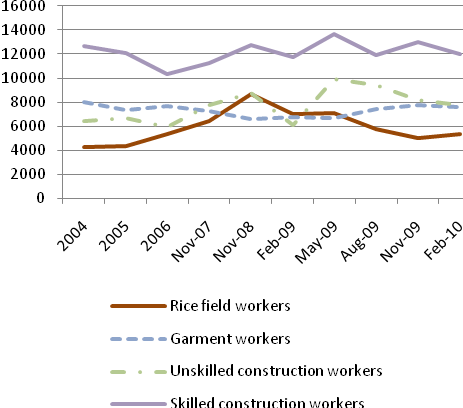 16000
14000
12000
10000
8000
6000
4000
2000
0
2004 2005 2006 Nov-07 Nov-08 Feb-09 May-09 Aug-09 Nov-09 Feb-10
Rice field workers
Garment workers
Unskilled construction workers
Skilled construction workers